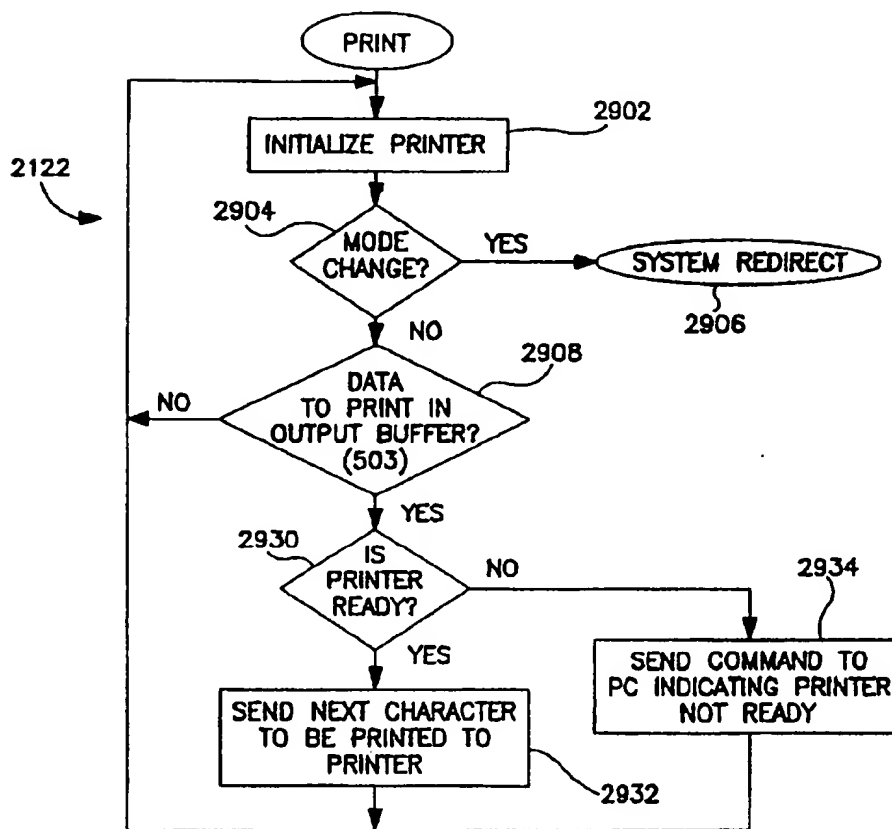 PRINT
2902
INITIALIZE PRINTER
2122
2904
MODE
CHANGE?
YES
SYSTEM REDIRECT
2906
NO
2908
DATA
TO PRINT IN
OUTPUT BUFFER?
(503)
NO
YES
2930
IS
PRINTER
READY?
NO
2934
YES
SEND COMMAND TO
PC INDICATING PRINTER
NOT READY
SEND NEXT CHARACTER
TO BE PRINTED TO
PRINTER
2932